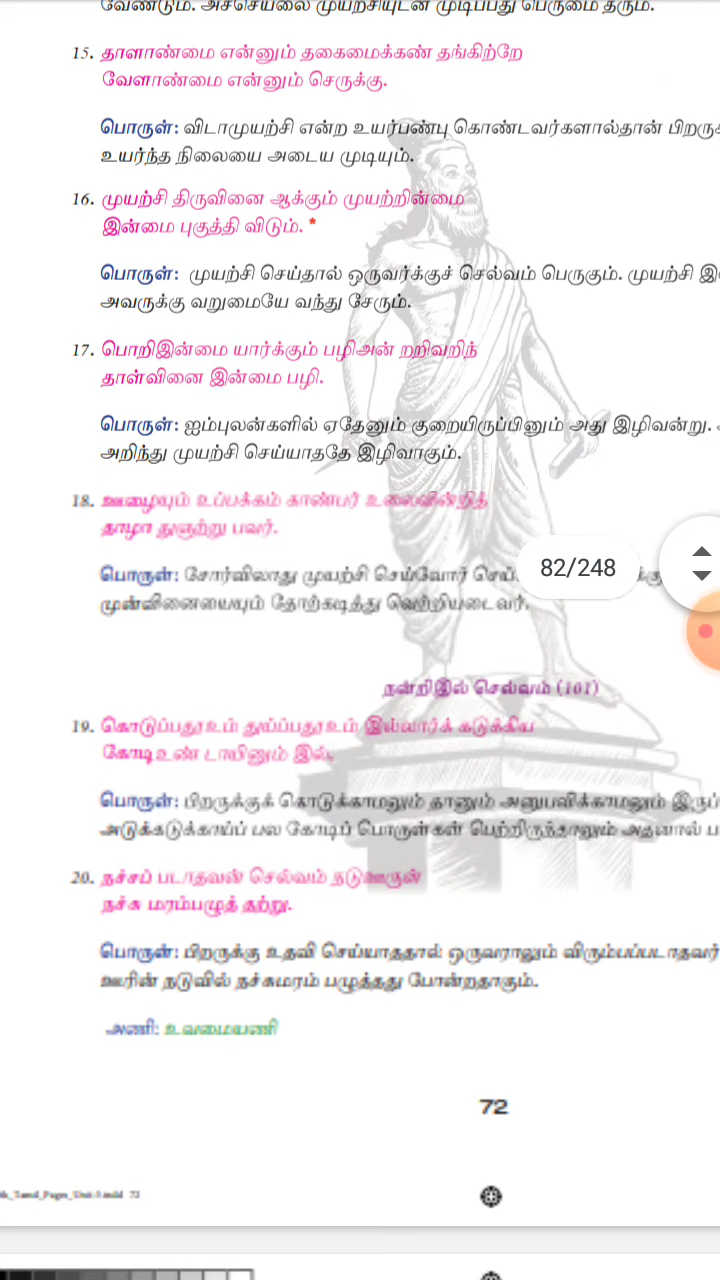 வேண்டும். அச்செயலை முயற்சியுடன் முடிப்பது பெருமை தரும்.
15. தாளாண்மை என்னும் தகைமைக்கண் தங்கிற்றே
வேளாண்மை என்னும் செருக்கு.
பொருள்: விடாமுயற்சி என்ற உயர்பண்பு கொண்டவர்களால்தான்
உயர்ந்த நிலையை அடைய முடியும்.
16. முயற்சி திருவினை ஆக்கும் முயற்றின்மை
இன்மை புகுத்தி விடும். *
பொருள்: முயற்சி செய்தால் ஒருவர்க்குச் செல்வம் பெருகும். முயற்சி
அவருக்கு வறுமையே வந்து சேரும்.
17. பொறிஇன்மை யார்க்கும் பழிஅன் றறிவறிந்
தாள்வினை இன்மை பழி.
பொருள்: ஐம்புலன்களில் ஏதேனும் குறையிருப்பினும் அது இழிவன்று.
அறிந்து முயற்சி செய்யாததே இழிவாகும்.
18. ஊழையும் உப்பக்கம் காண்பர் உலைவின்றித்
தாழா துஞற்று பவர்.
பொருள்: சோர்விலாது முயற்சி செய்வோர்
முன்வினையையும் தோற்கடித்து வெற்றியடைவர்.
82/248
நன்றிஇல் செல்வம் (101)
19. கொடுப்பதூஉம் துய்ப்பதூஉம் இல்லார்க் கடுக்கிய
கோடிஉண் டாயினும் இல்.
பொருள்: பிறருக்குக் கொடுக்காமலும் தானும் அனுபவிக்காமலும்
அடுக்கடுக்காய்ப் பல கோடிப் பொருள்கள் பெற்றிருந்தாலும் அதனால்
20. நச்சப் படாதவன் செல்வம் நடுஊருள்
நச்சு மரம்பழுத் தற்று.
பொருள்: பிறருக்கு உதவி செய்யாததால் ஒருவராலும் விரும்பப்படாதவர்
ஊரின் நடுவில் நச்சுமரம் பழுத்தது போன்றதாகும்.
அணி: உவமையணி
72